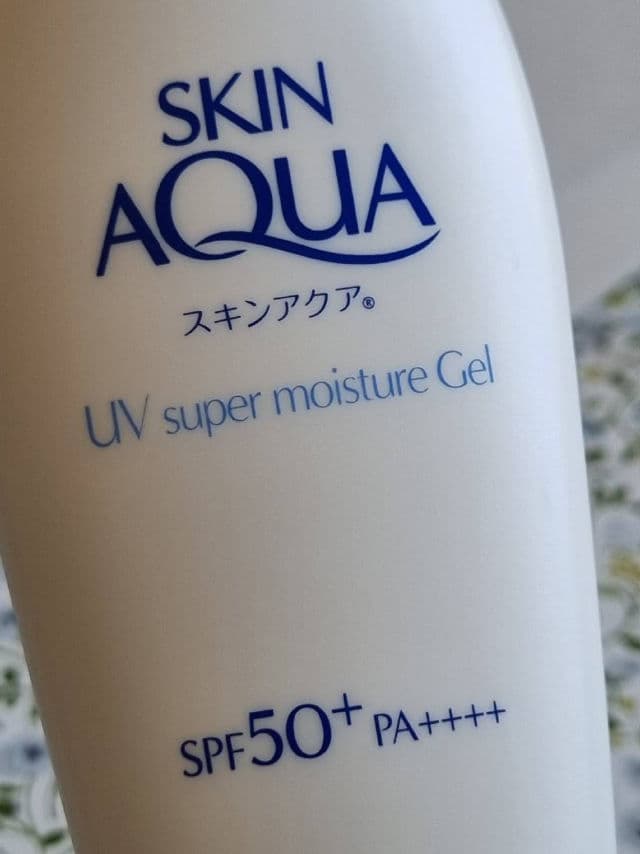 SKIN
AQUA
スキンアクア®
UV super moisture Gel
SPF50+ PA++++